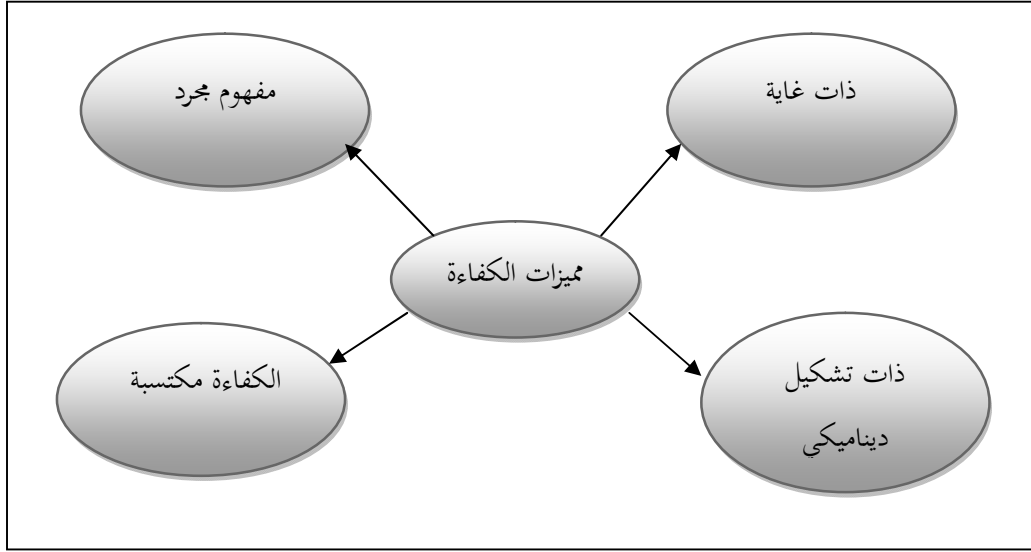 ذات غاية
مفهوم مجرد
مميزات الكفاءة
ذات تشكيل
ديناميكي
الكفاءة مكتسبة